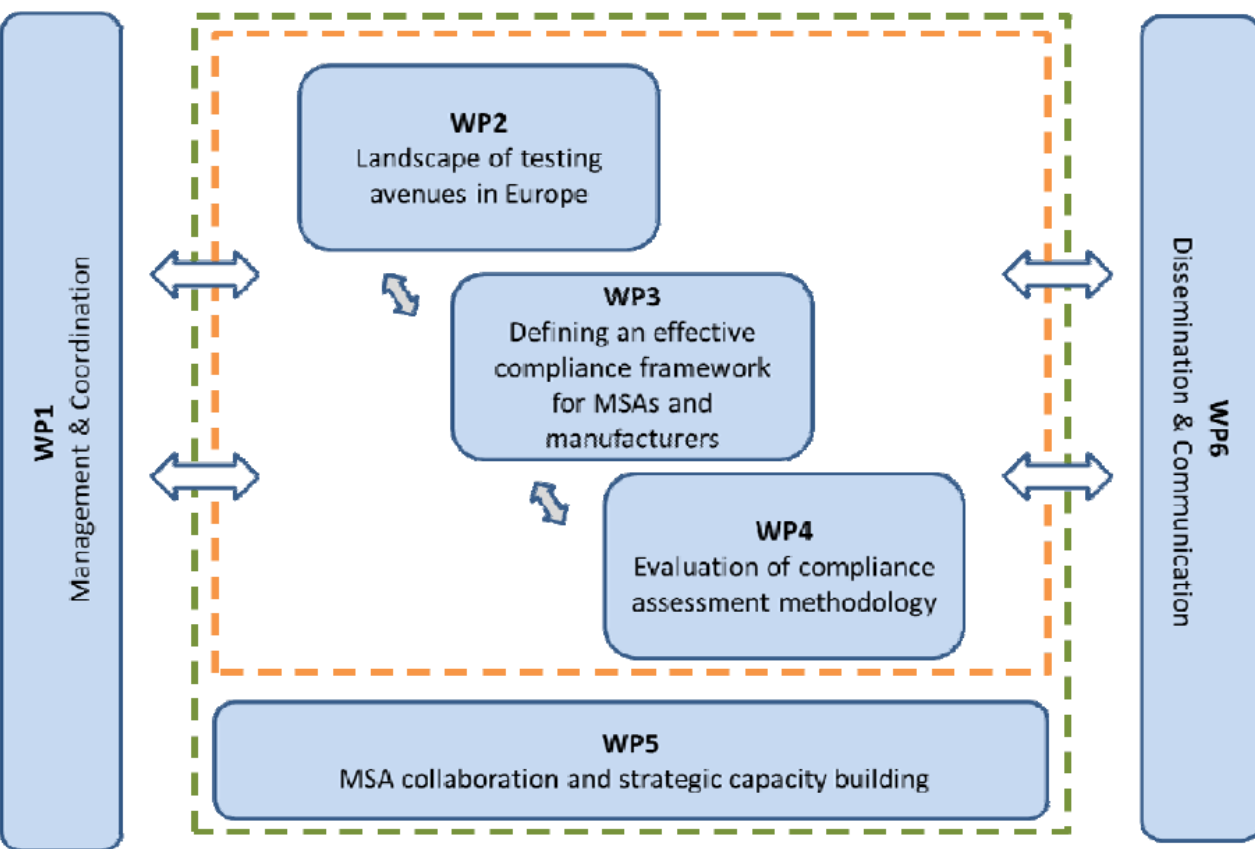 WP1
Management & Coordination
WP2
Landscape of testing
avenues in Europe
WP3
Defining an effective
compliance framework
for MSAs and
manufacturers
WP4
Evaluation of compliance
assessment methodology
WP5
MSA collaboration and strategic capacity building
WP6
Dissemination & Communication